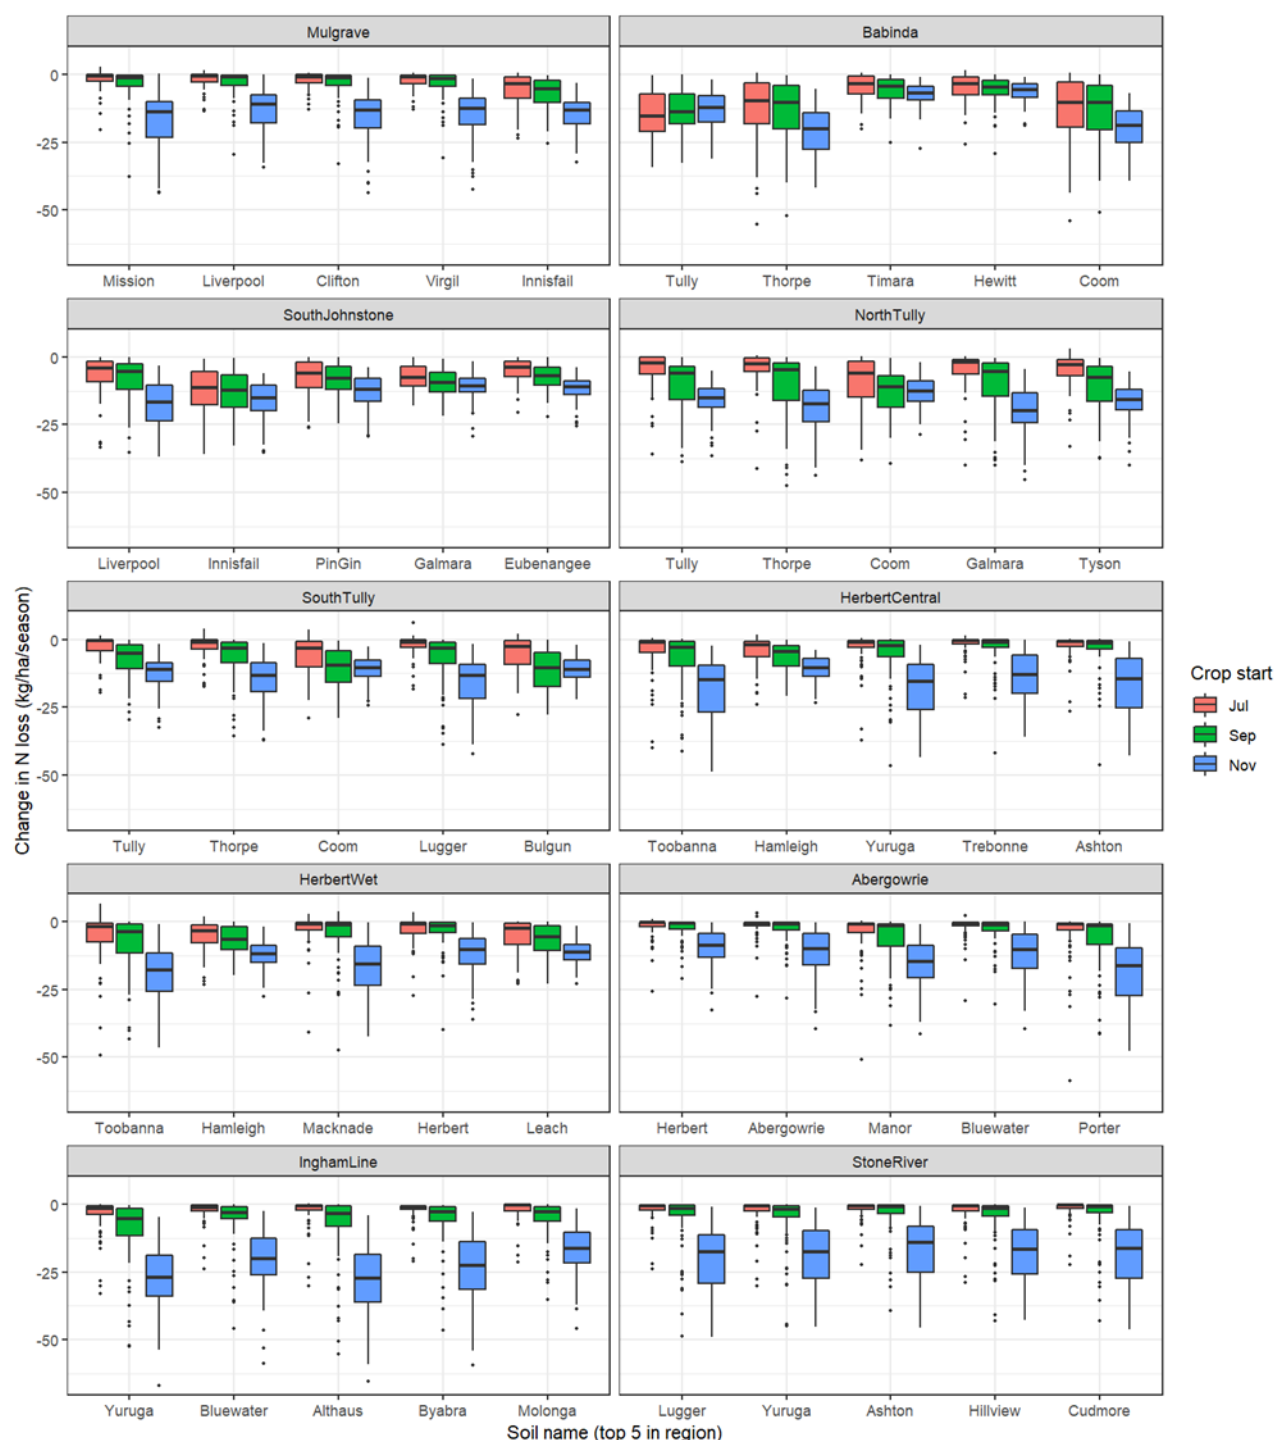 Mulgrave Babinda
0 -25 -50
Mission Liverpool Clifton Virgil Innisfail Tully Thorpe Timara Hewitt Coom
SouthJohnstone NorthTully
0 -25 -50
Liverpool Innisfail PinGin Galmara Eubenangee Tully Thorpe Coom Galmara Tyson
SouthTully HerbertCentral
0 -25 -50
Tully Thorpe Coom Lugger Bulgun Toobanna Hamleigh Yuruga Trebonne Ashton
HerbertWet Abergowrie
0 -25 -50
Toobanna Hamleigh Macknade Herbert Leach Herbert Abergowrie Manor Bluewater Porter
InghamLine StoneRiver
0 -25 -50
Yuruga Bluewater Althaus Byabra Molonga Lugger Yuruga Ashton Hillview Cudmore
Soil name (top 5 in region)
Change in N loss (kg/ha/season)
Crop start
Jul
Sep
Nov